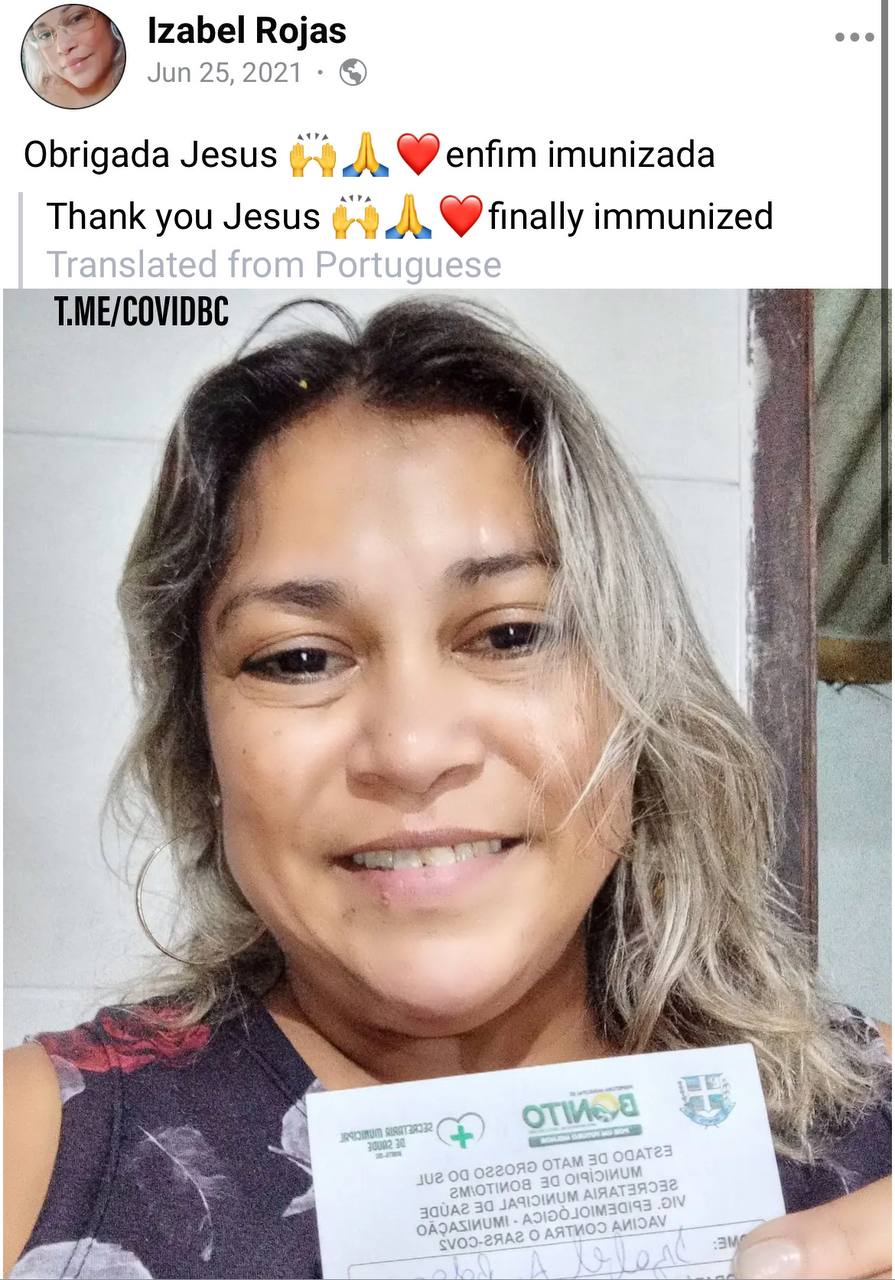 Izabel Rojas
Jun 25, 2021 ·
Obrigada Jesus 🙌🙏❤️enfim imunizada
Thank you Jesus 🙌🙏❤️finally immunized
Translated from Portuguese
T.ME/COVIDBC
BONITO
SECRETARIA MUNICIPAL
DE SAÚDE
ESTADO DE MATO GROSSO DO SUL
MUNICÍPIO DE BONITO/MS
SECRETARIA MUNICIPAL DE SAÚDE
VIG. EPIDEMIOLÓGICA - IMUNIZAÇÃO
VACINA CONTRA O SARS-COV2
Izabel A.